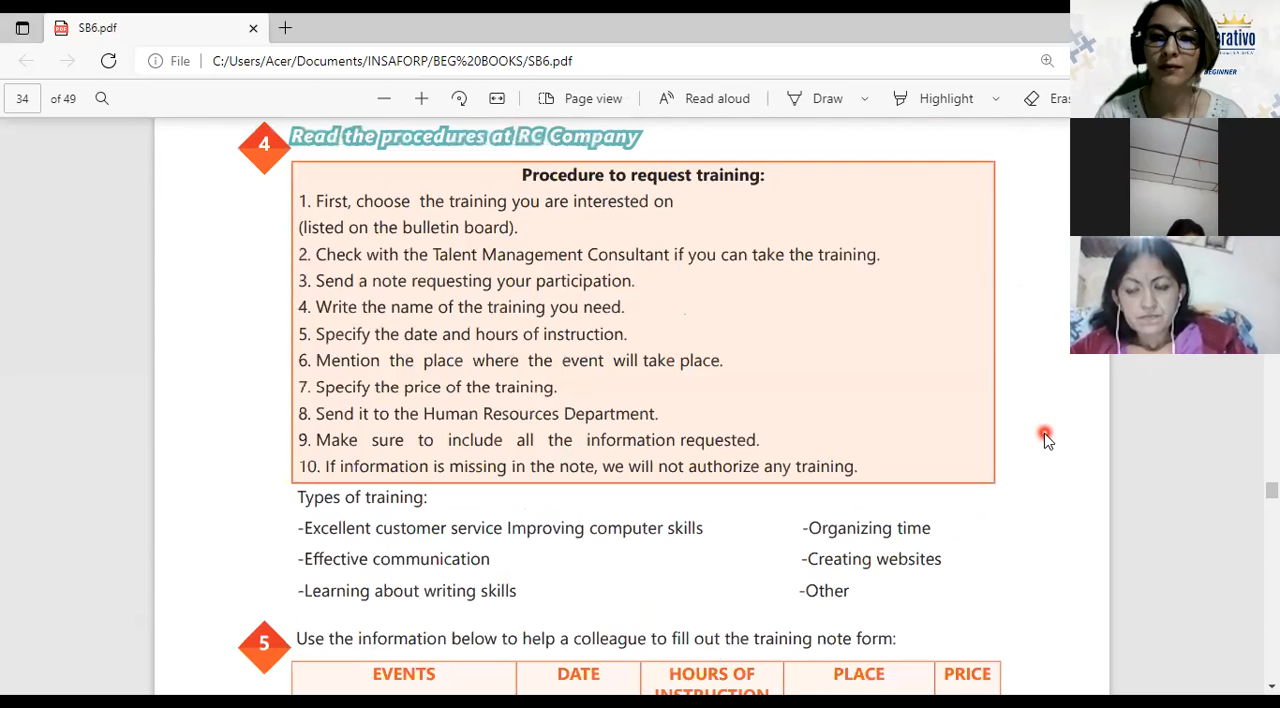 SB6.pdf
File C:/Users/Acer/Documents/INSAFORP/BEG%20BOOKS/SB6.pdf
34 of 49 Page view Read aloud Draw Highlight Eras
BEGINNER
4 Read the procedures at RC Company
Procedure to request training:
1. First, choose the training you are interested on
(listed on the bulletin board).
2. Check with the Talent Management Consultant if you can take the training.
3. Send a note requesting your participation.
4. Write the name of the training you need.
5. Specify the date and hours of instruction.
6. Mention the place where the event will take place.
7. Specify the price of the training.
8. Send it to the Human Resources Department.
9. Make sure to include all the information requested.
10. If information is missing in the note, we will not authorize any training.
Types of training:
-Excellent customer service Improving computer skills -Organizing time
-Effective communication -Creating websites
-Learning about writing skills -Other
5 Use the information below to help a colleague to fill out the training note form:
EVENTS DATE HOURS OF INSTRUCTION PLACE PRICE